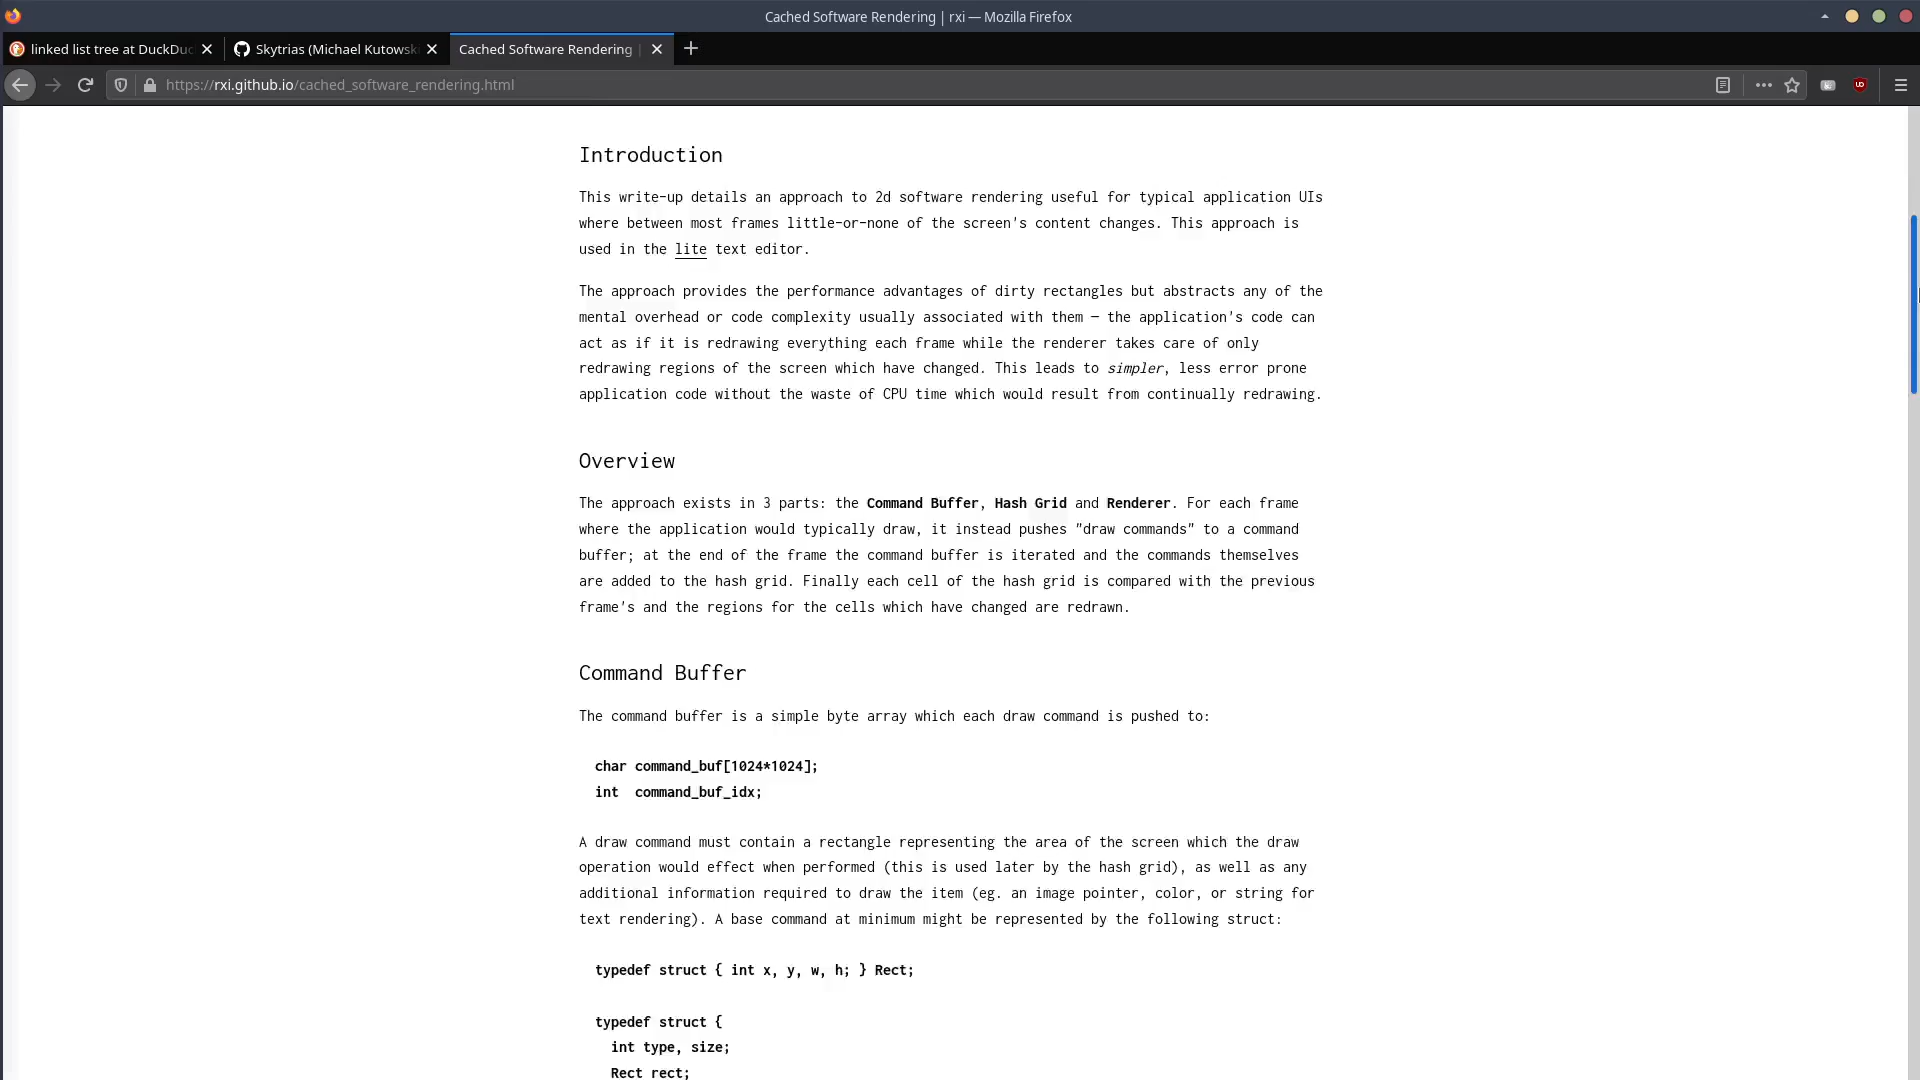 Cached Software Rendering | rxi — Mozilla Firefox
linked list tree at DuckDuc
Skytrias (Michael Kutowsk
Cached Software Rendering |
https://rxi.github.io/cached_software_rendering.html
Introduction
This write-up details an approach to 2d software rendering useful for typical application UIs
where between most frames little-or-none of the screen's content changes. This approach is
used in the lite text editor.
The approach provides the performance advantages of dirty rectangles but abstracts any of the
mental overhead or code complexity usually associated with them — the application's code can
act as if it is redrawing everything each frame while the renderer takes care of only
redrawing regions of the screen which have changed. This leads to simpler, less error prone
application code without the waste of CPU time which would result from continually redrawing.
Overview
The approach exists in 3 parts: the Command Buffer, Hash Grid and Renderer. For each frame
where the application would typically draw, it instead pushes "draw commands" to a command
buffer; at the end of the frame the command buffer is iterated and the commands themselves
are added to the hash grid. Finally each cell of the hash grid is compared with the previous
frame's and the regions for the cells which have changed are redrawn.
Command Buffer
The command buffer is a simple byte array which each draw command is pushed to:
char command_buf[1024*1024];
int  command_buf_idx;
A draw command must contain a rectangle representing the area of the screen which the draw
operation would effect when performed (this is used later by the hash grid), as well as any
additional information required to draw the item (eg. an image pointer, color, or string for
text rendering). A base command at minimum might be represented by the following struct:
typedef struct { int x, y, w, h; } Rect;
typedef struct {
int type, size;
Rect rect;